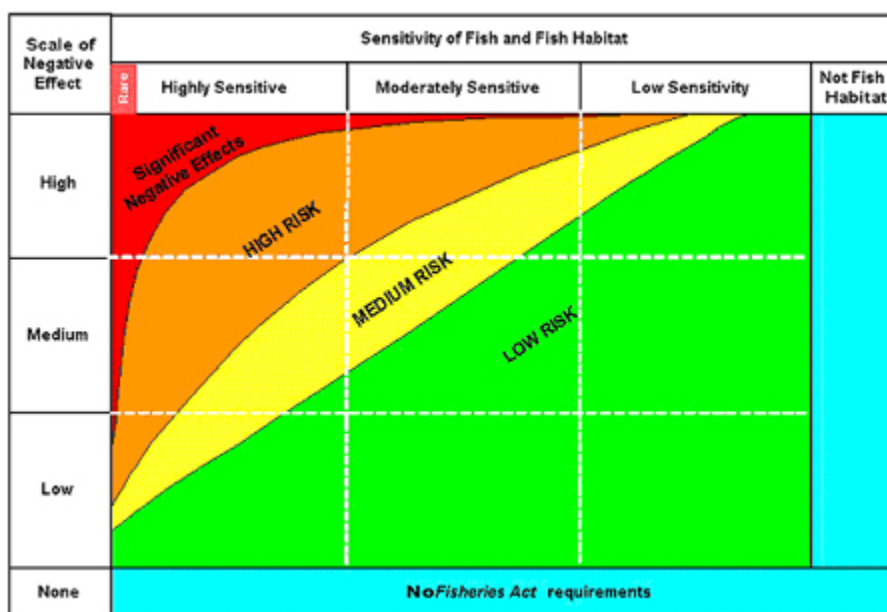 Scale of
Negative
Effect
Sensitivity of Fish and Fish Habitat
Rare
Highly Sensitive
Moderately Sensitive
Low Sensitivity
Not Fish
Habitat
High
Significant
Negative Effects
HIGH RISK
Medium
MEDIUM RISK
LOW RISK
Low
None
No Fisheries Act requirements